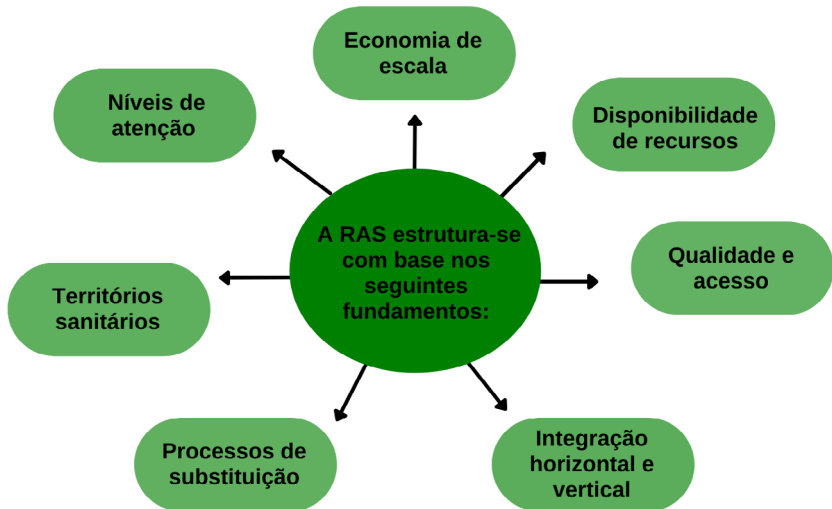 Economia de
escala
Níveis de
atenção
Disponibilidade
de recursos
A RAS estrutura-se
com base nos
seguintes
fundamentos:
Qualidade e
acesso
Territórios
sanitários
Processos de
substituição
Integração
horizontal e
vertical